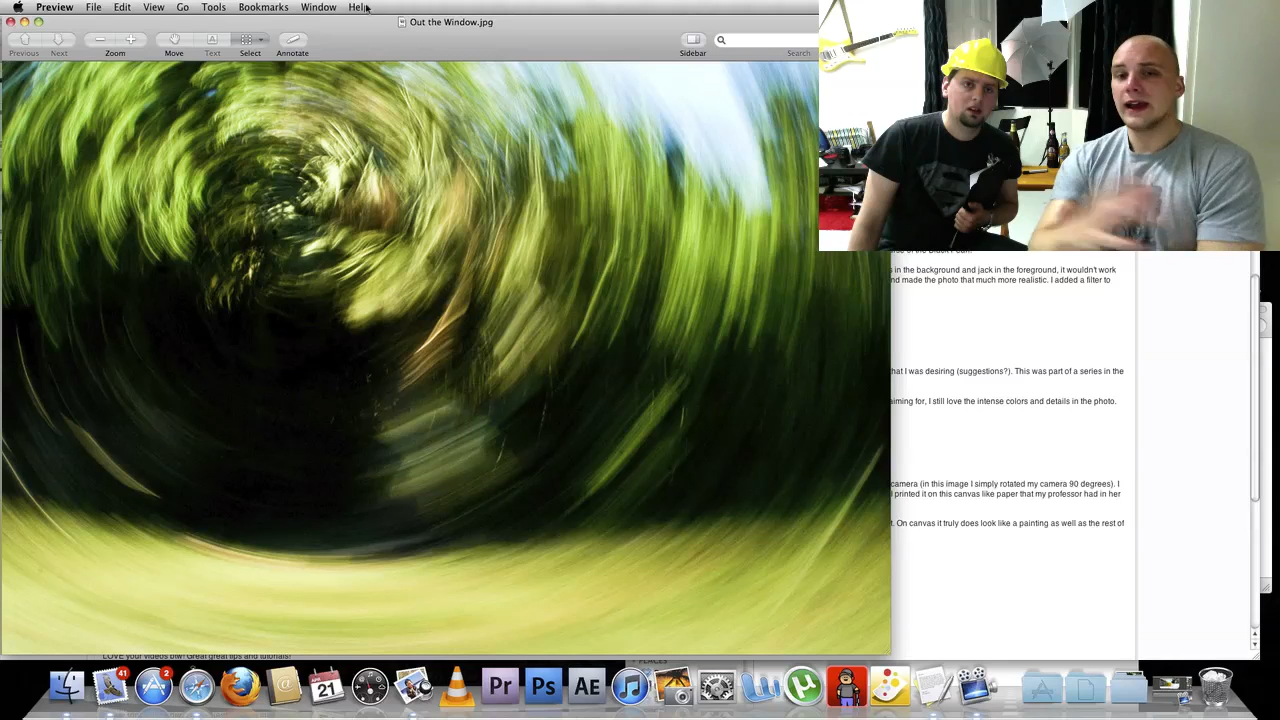 Preview File Edit View Go Tools Bookmarks Window Help
Out the Window.jpg
Previous Next Zoom Move Text Select Annotate Sidebar Search
s in the background and jack in the foreground, it wouldn't work
nd made the photo that much more realistic. I added a filter to
hat I was desiring (suggestions?). This was part of a series in the
aiming for, I still love the intense colors and details in the photo.
camera (in this image I simply rotated my camera 90 degrees). I
l printed it on this canvas like paper that my professor had in her
t. On canvas it truly does look like a painting as well as the rest of
LOVE your videos btw! Great great tips and tutorials!
PLACES
41
2
APR
21
Pr
Ps
AE